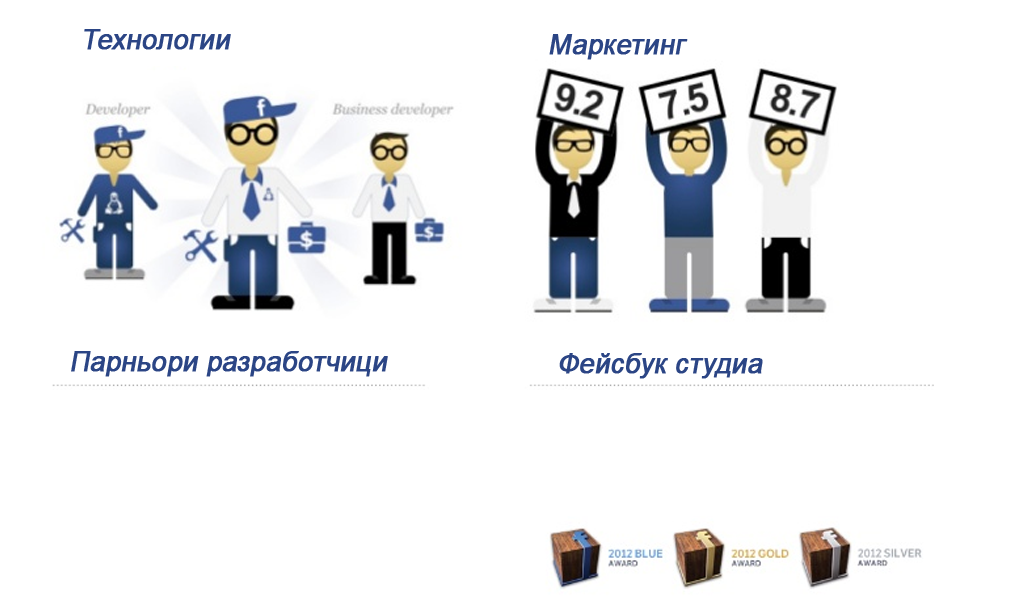 Технологии
Маркетинг
Developer
Business developer
9.2
7.5
8.7
f
f
$
$
Парньори разработчици
Фейсбук студиа
f
f
f
2012 BLUE
AWARD
2012 GOLD
AWARD
2012 SILVER
AWARD